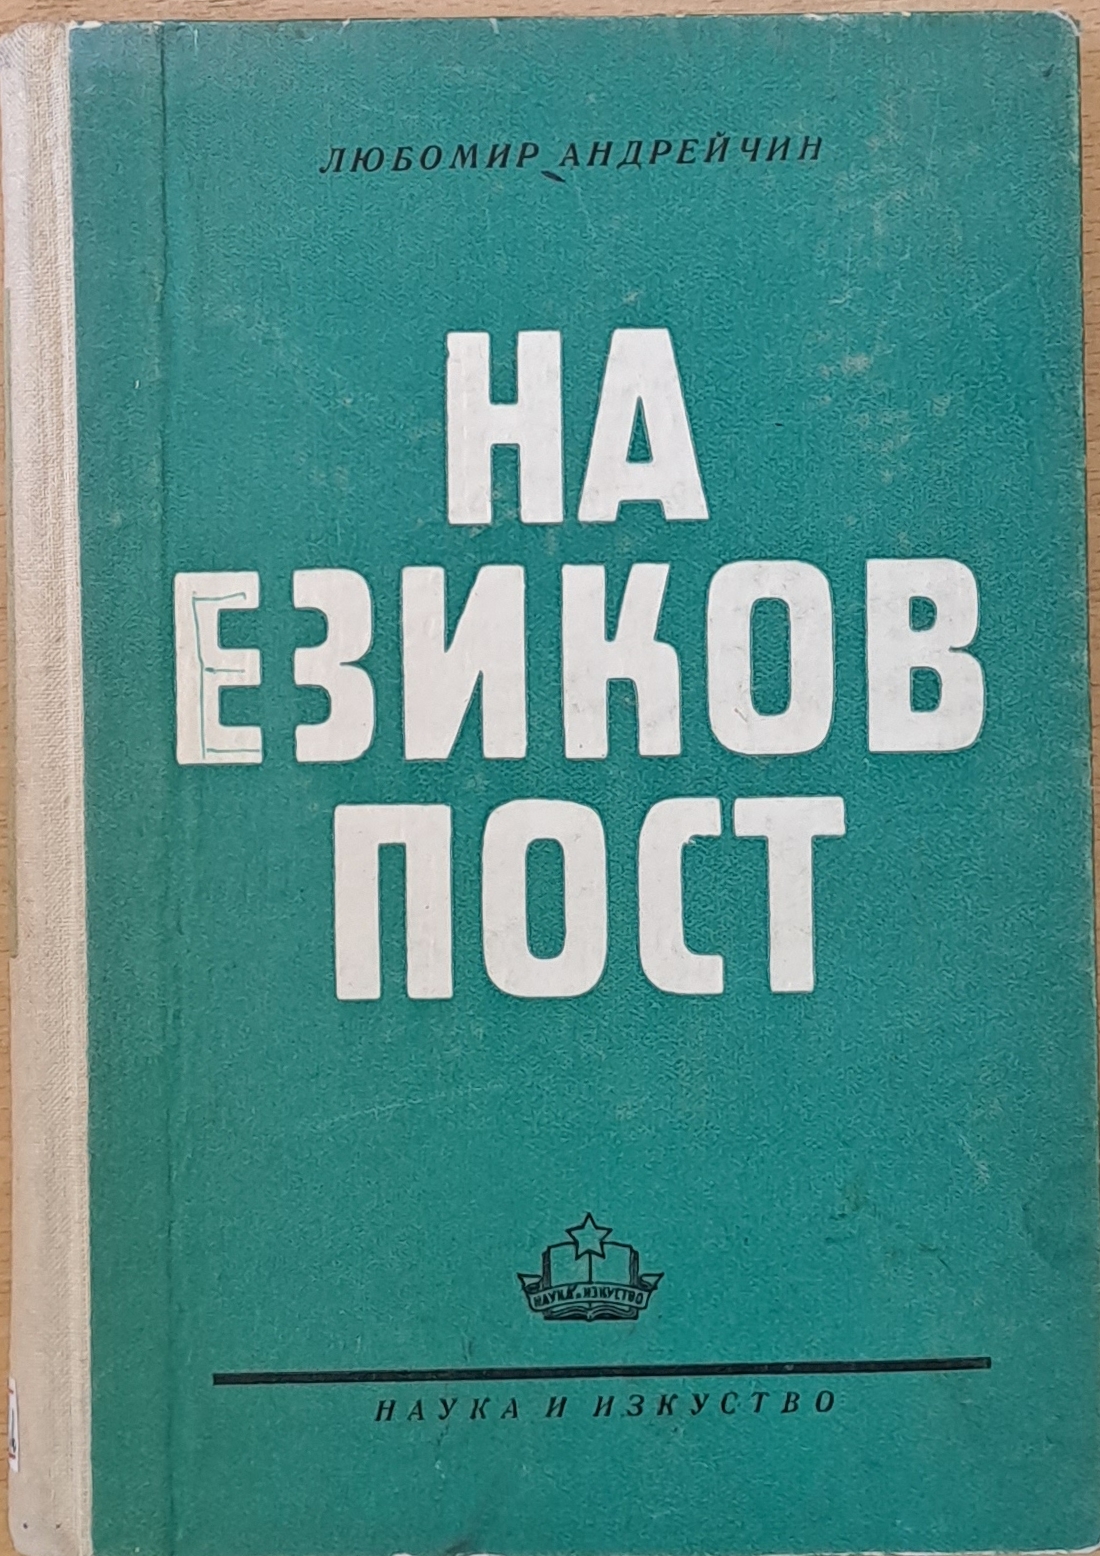 ЛЮБОМИР АНДРЕЙЧИН
НА
ЕЗИКОВ
ПОСТ
НАУКА И ИЗКУСТВО
НАУКА И ИЗКУСТВО